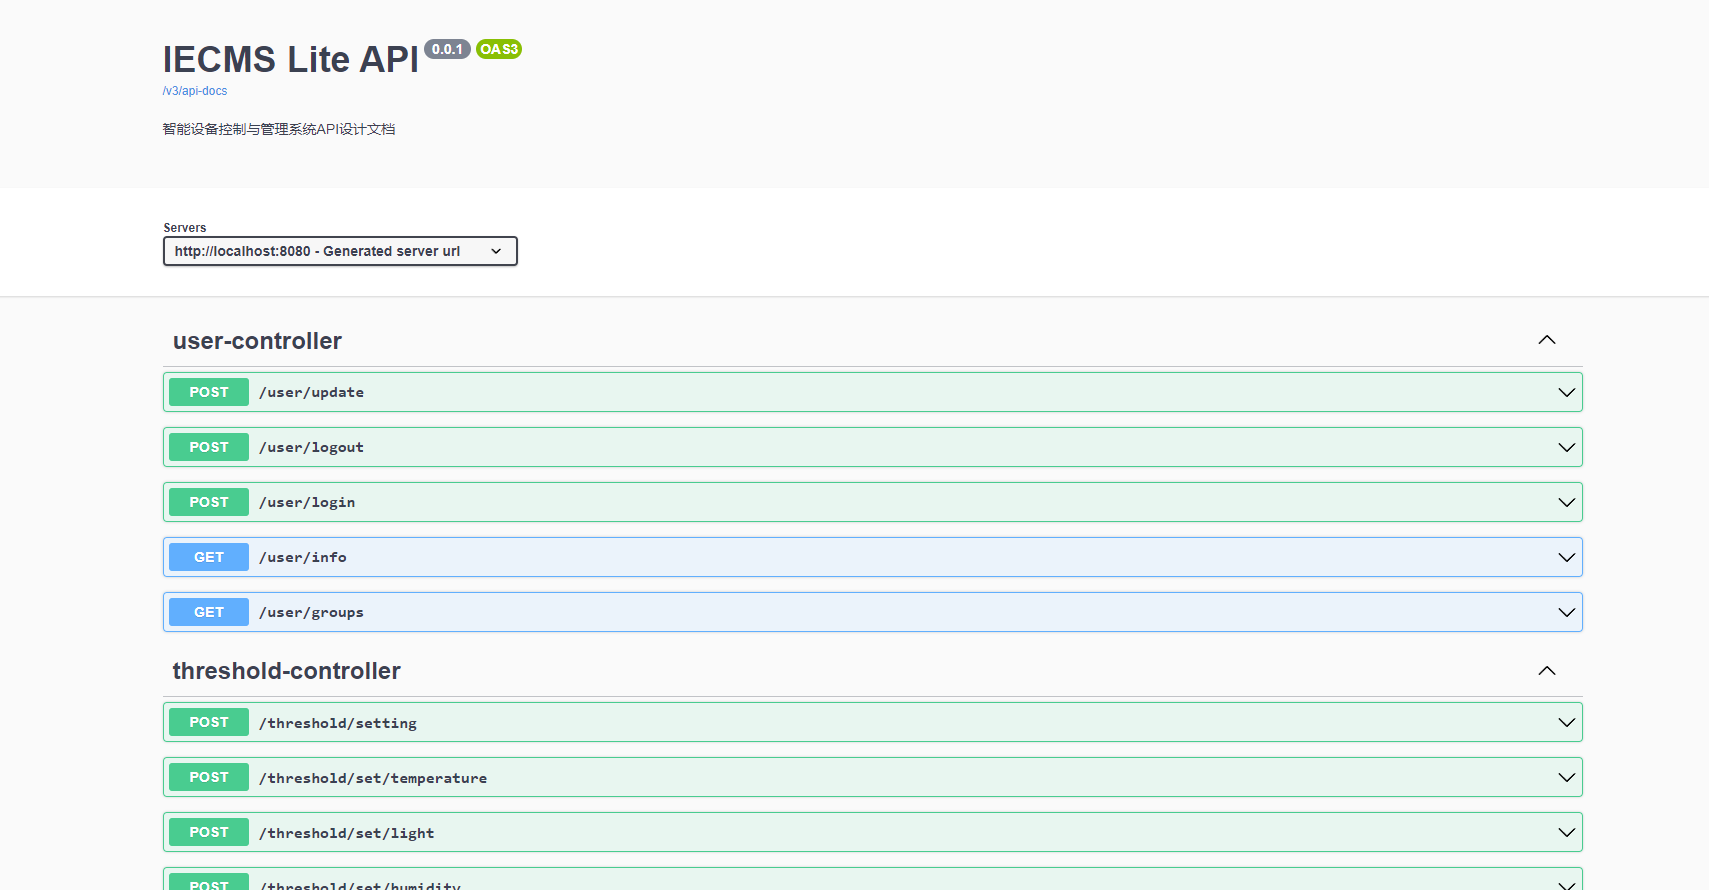 IECMS Lite API 0.0.1 OAS3
/v3/api-docs
智能设备控制与管理系统API设计文档
Servers
http://localhost:8080 - Generated server url
user-controller
POST /user/update
POST /user/logout
POST /user/login
GET /user/info
GET /user/groups
threshold-controller
POST /threshold/setting
POST /threshold/set/temperature
POST /threshold/set/light
POST /threshold/set/humidity